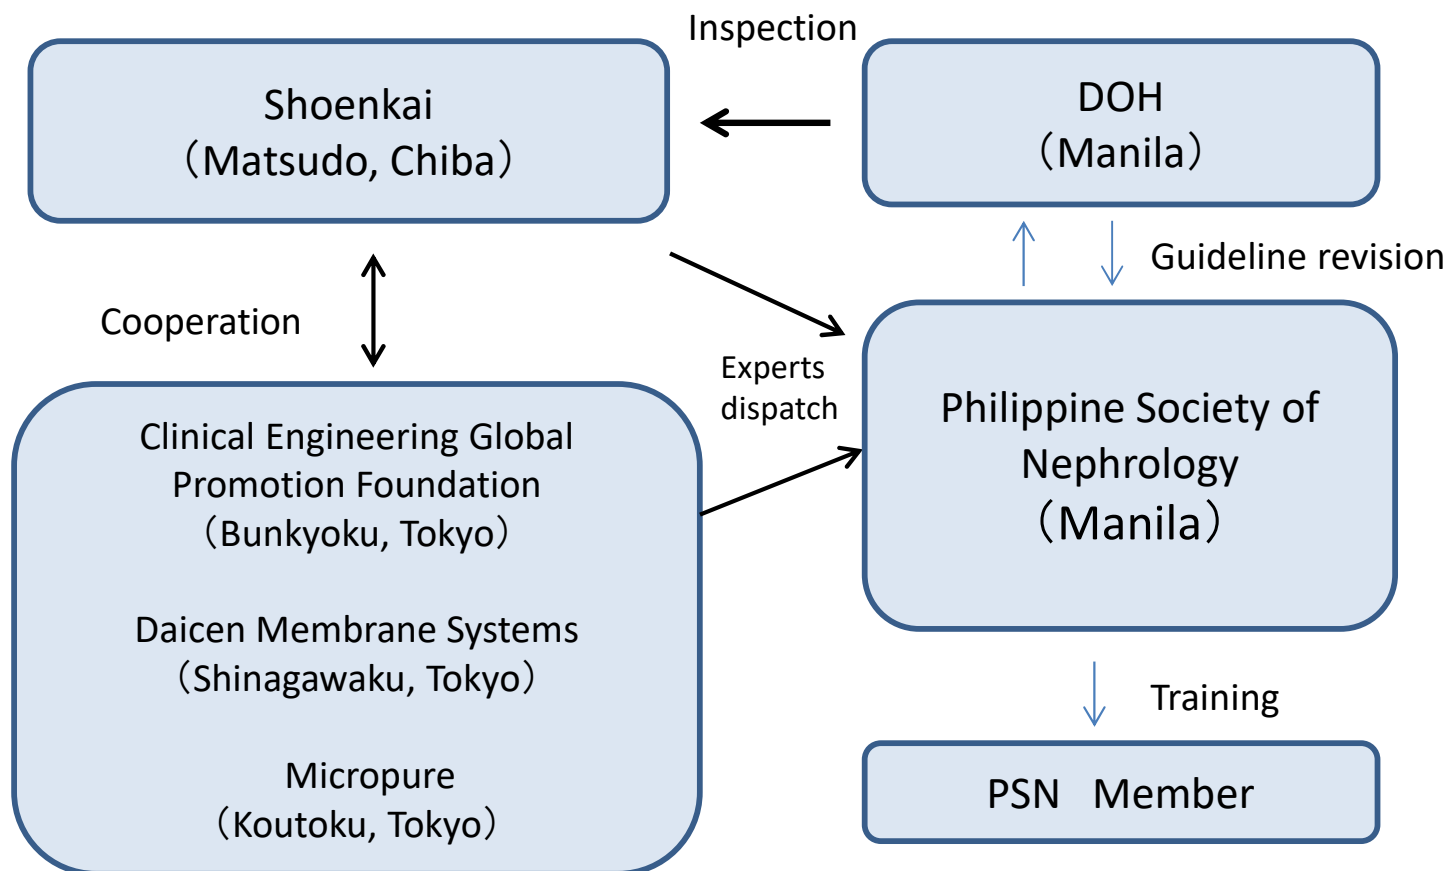 Inspection
Shoenkai
（Matsudo, Chiba）
DOH
（Manila）
Guideline revision
Cooperation
Experts
dispatch
Clinical Engineering Global
Promotion Foundation
（Bunkyoku, Tokyo）
Daicen Membrane Systems
（Shinagawaku, Tokyo）
Micropure
（Koutoku, Tokyo）
Philippine Society of
Nephrology
（Manila）
Training
PSN Member